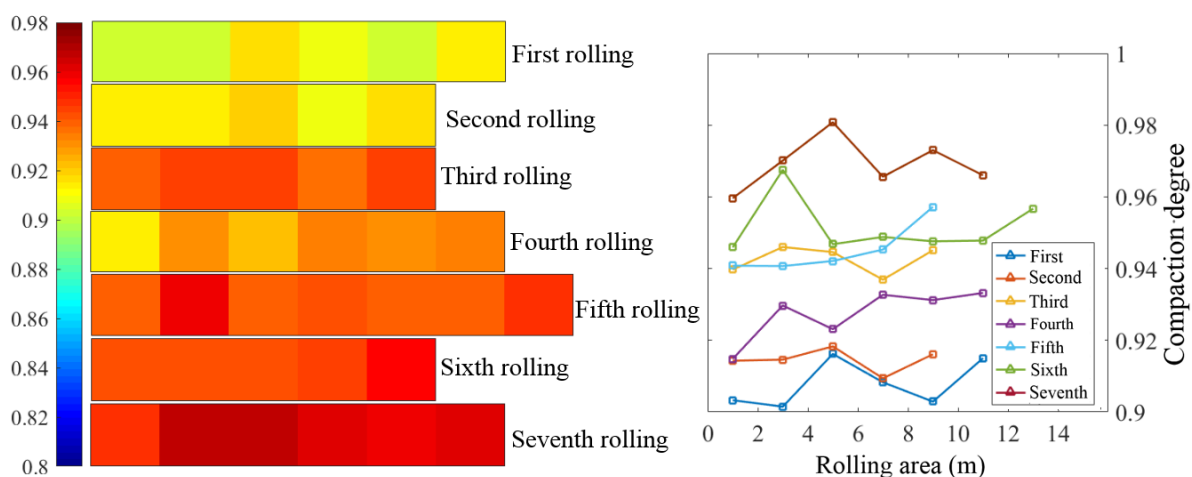 0.98
0.96
0.94
0.92
0.9
0.88
0.86
0.84
0.82
0.8
First rolling
Second rolling
Third rolling
Fourth rolling
Fifth rolling
Sixth rolling
Seventh rolling
1
0.98
0.96
0.94
0.92
0.9
Compaction degree
First
Second
Third
Fourth
Fifth
Sixth
Seventh
0 2 4 6 8 10 12 14
Rolling area (m)